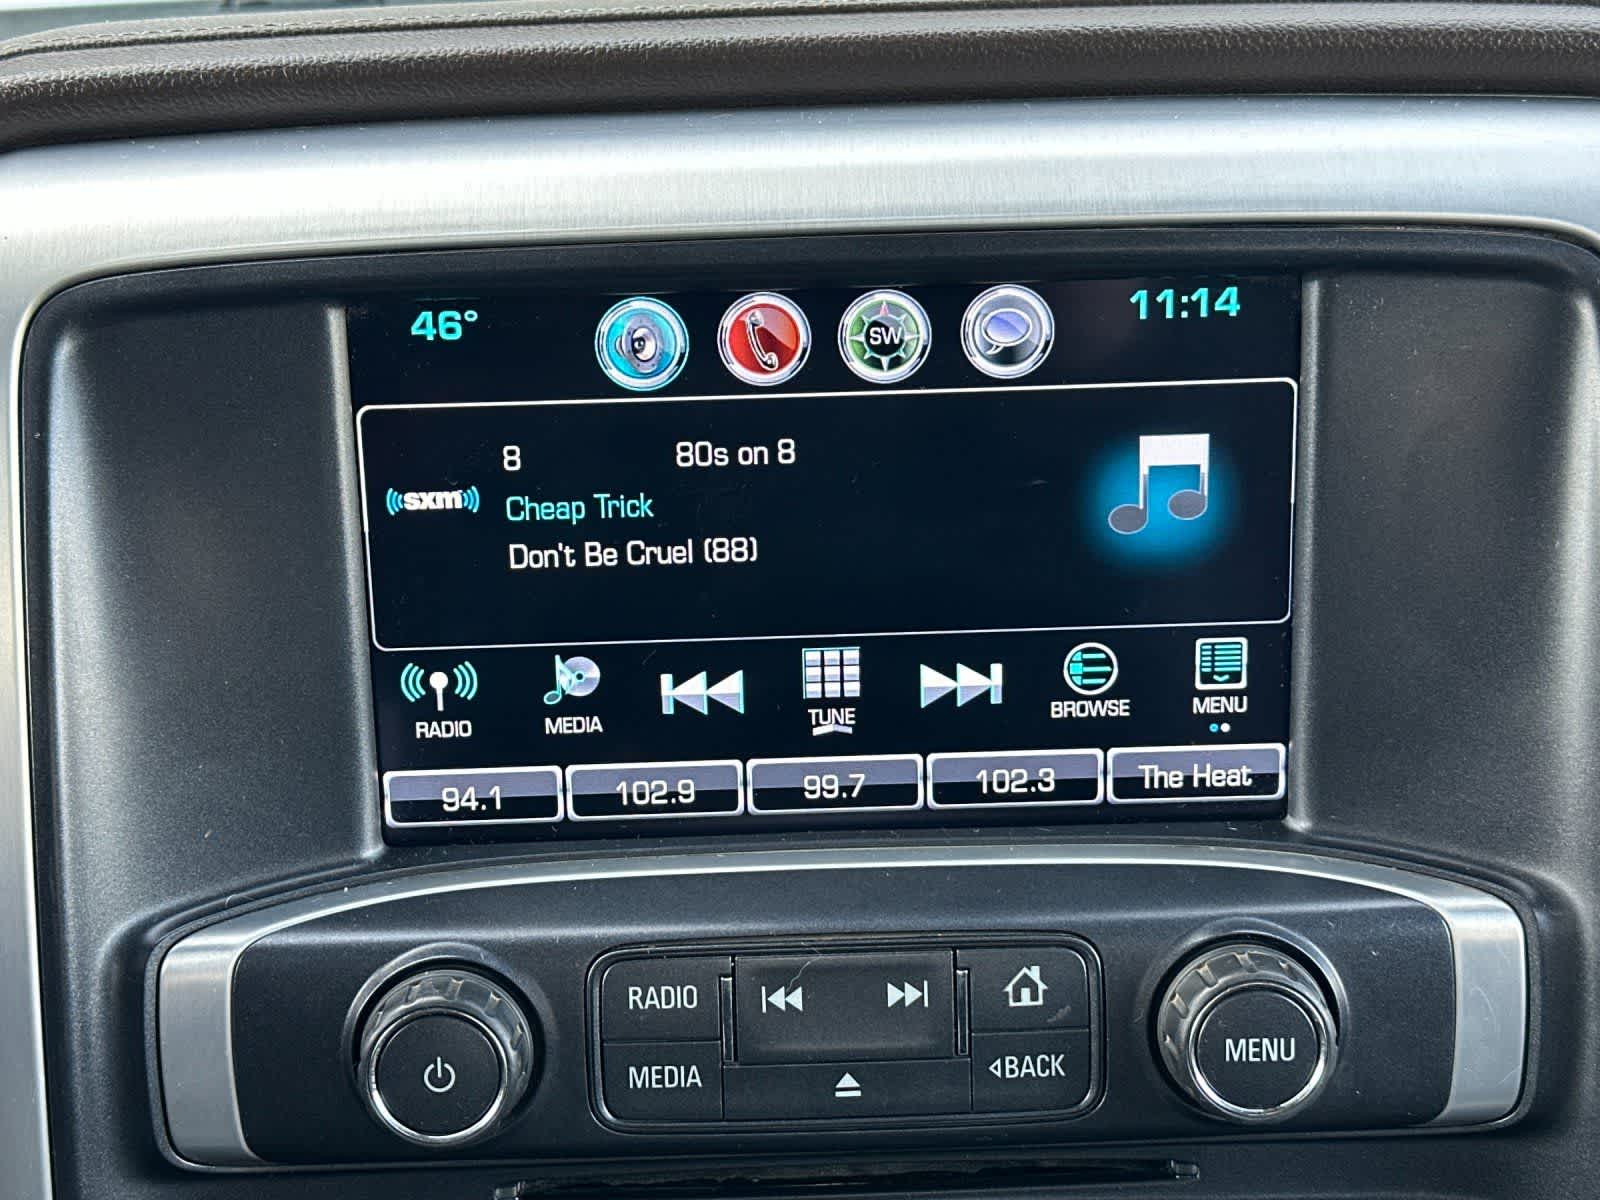 46°
SW
11:14
8 80s on 8
sxm
Cheap Trick
Don't Be Cruel (88)
RADIO MEDIA TUNE BROWSE MENU
94.1 102.9 99.7 102.3 The Heat
RADIO
MEDIA
◁BACK
MENU